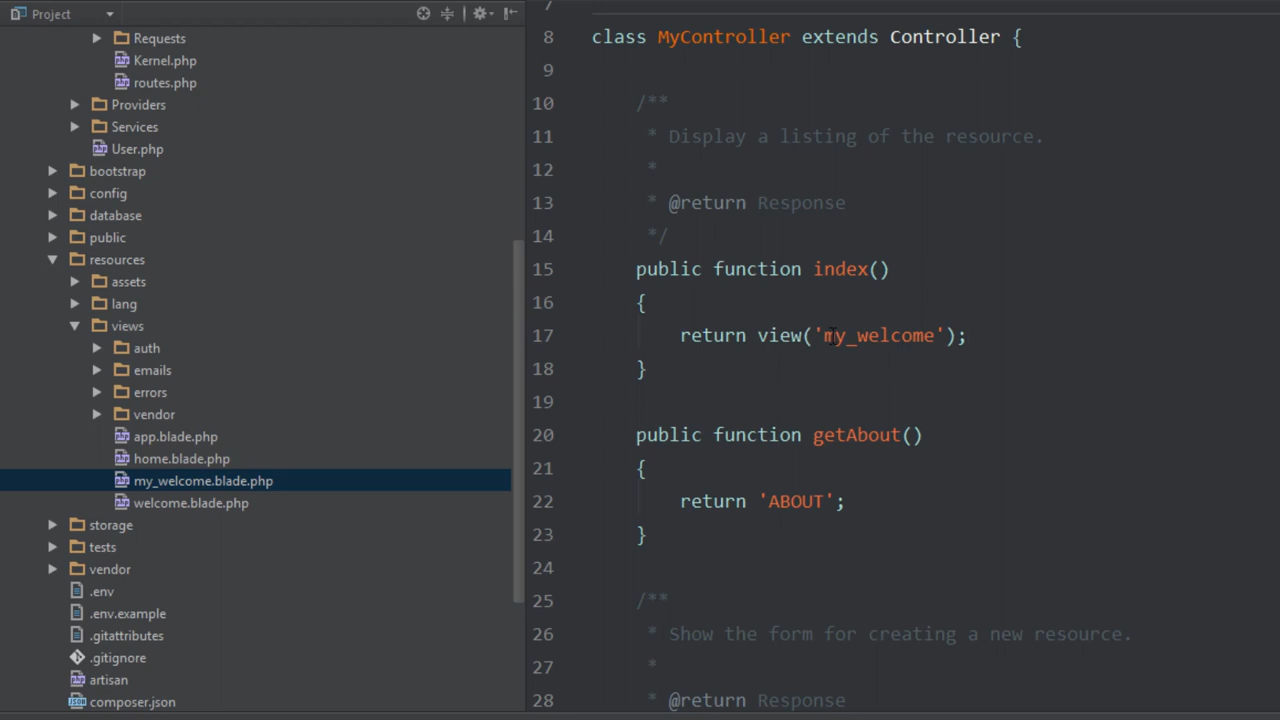 Project
Requests
Kernel.php
routes.php
Providers
Services
User.php
bootstrap
config
database
public
resources
assets
lang
views
auth
emails
errors
vendor
app.blade.php
home.blade.php
my_welcome.blade.php
welcome.blade.php
storage
tests
vendor
.env
.env.example
.gitattributes
.gitignore
artisan
composer.json
7
8 class MyController extends Controller {
9
10 /**
11 * Display a listing of the resource.
12 *
13 * @return Response
14 */
15 public function index()
16 {
17 return view('my_welcome');
18 }
19
20 public function getAbout()
21 {
22 return 'ABOUT';
23 }
24
25 /**
26 * Show the form for creating a new resource.
27 *
28 * @return Response